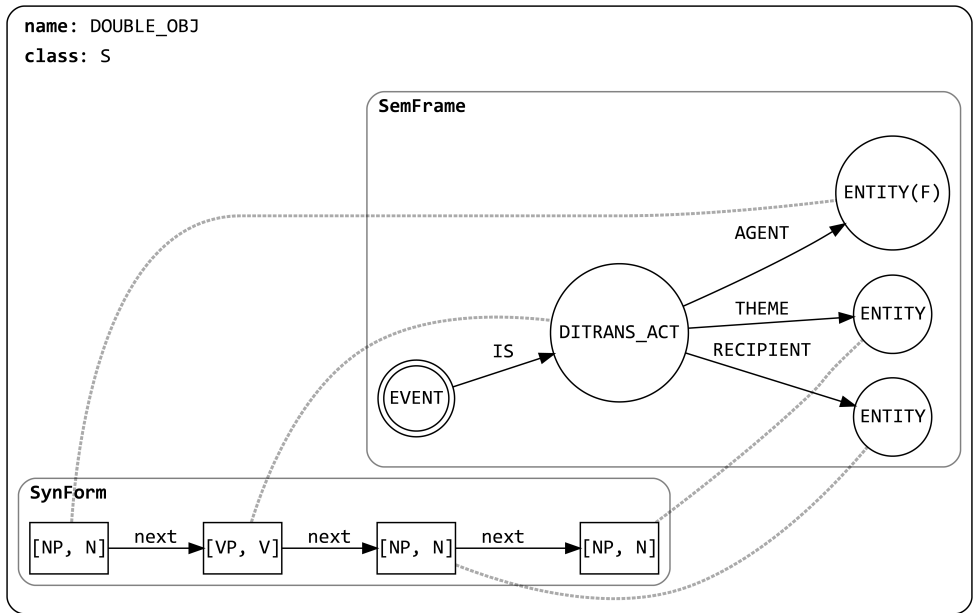 name: DOUBLE_OBJ
class: S
SemFrame
ENTITY(F)
AGENT
THEME
ENTITY
DITRANS_ACT
IS
RECIPIENT
EVENT
ENTITY
SynForm
[NP, N] next [VP, V] next [NP, N] next [NP, N]